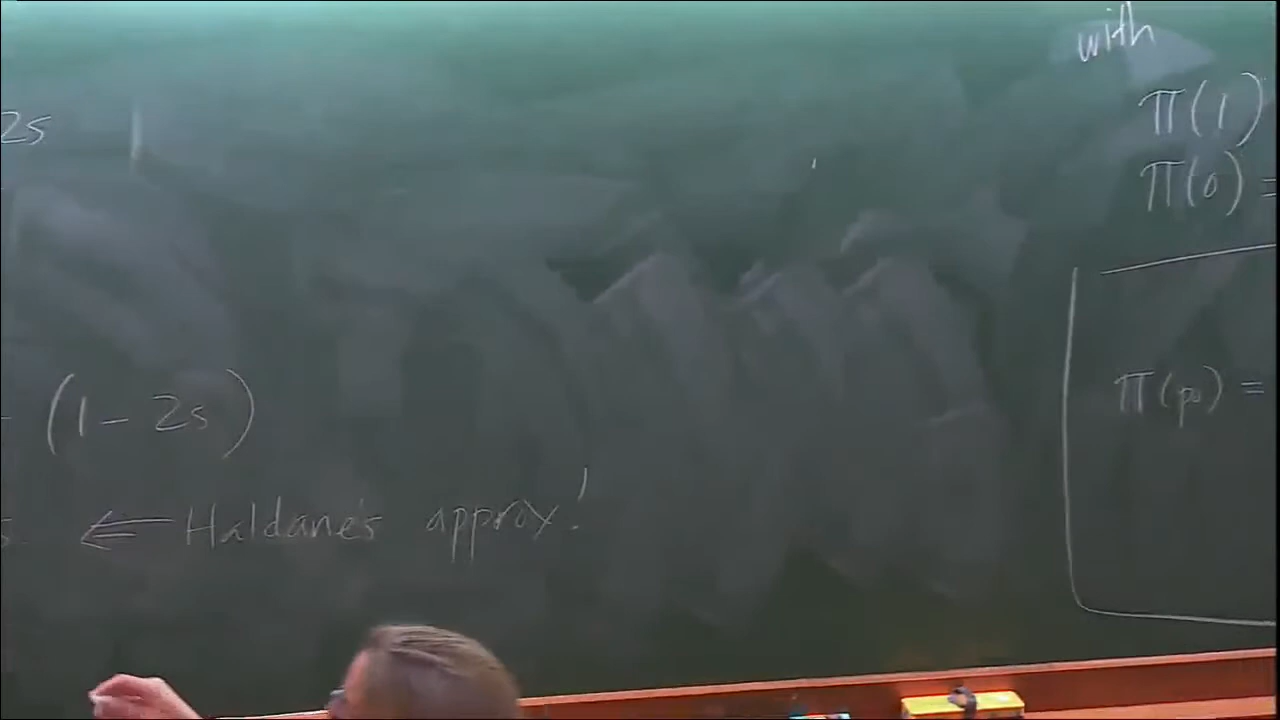 2s
- (1 - 2s)
s. ⇐ Haldane's approx!
with
π(1)
π(0) =
π(p₀) =